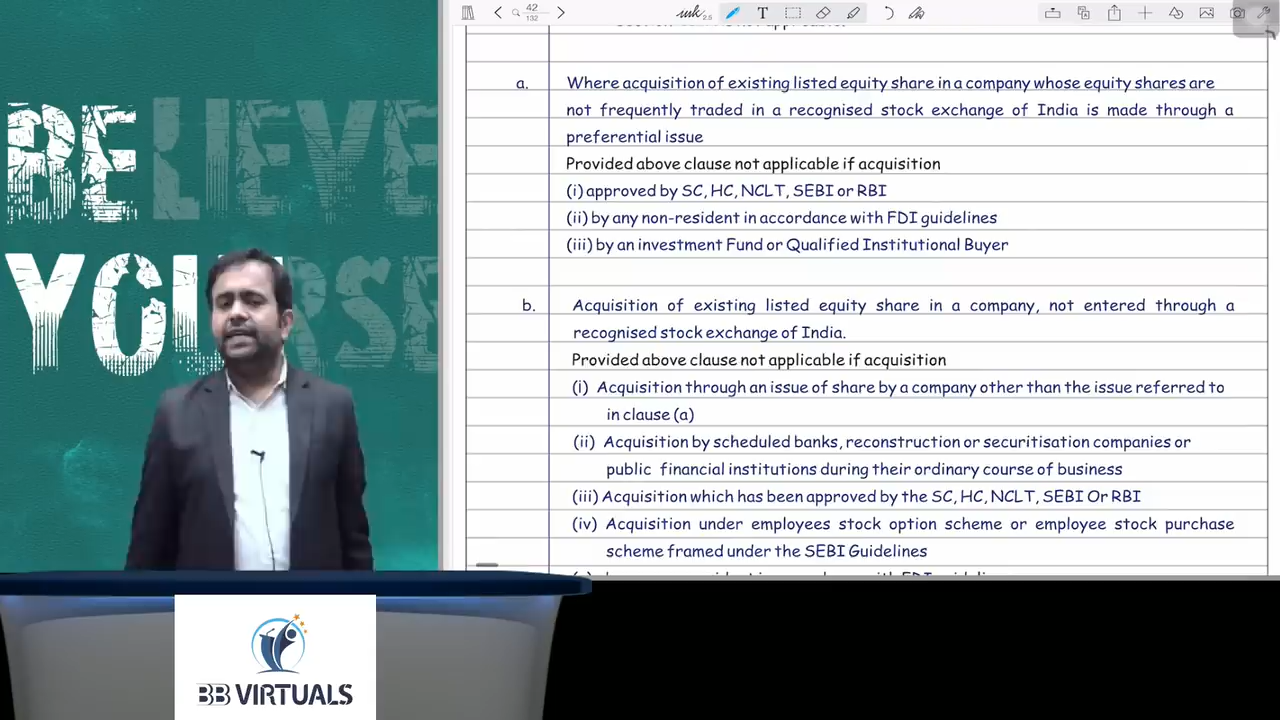 BELIEVE
YOURSE
42
132
2.5
T
a. Where acquisition of existing listed equity share in a company whose equity shares are
not frequently traded in a recognised stock exchange of India is made through a
preferential issue
Provided above clause not applicable if acquisition
(i) approved by SC, HC, NCLT, SEBI or RBI
(ii) by any non-resident in accordance with FDI guidelines
(iii) by an investment Fund or Qualified Institutional Buyer
b. Acquisition of existing listed equity share in a company, not entered through a
recognised stock exchange of India.
Provided above clause not applicable if acquisition
(i) Acquisition through an issue of share by a company other than the issue referred to
in clause (a)
(ii) Acquisition by scheduled banks, reconstruction or securitisation companies or
public financial institutions during their ordinary course of business
(iii) Acquisition which has been approved by the SC, HC, NCLT, SEBI Or RBI
(iv) Acquisition under employees stock option scheme or employee stock purchase
scheme framed under the SEBI Guidelines
BB VIRTUALS